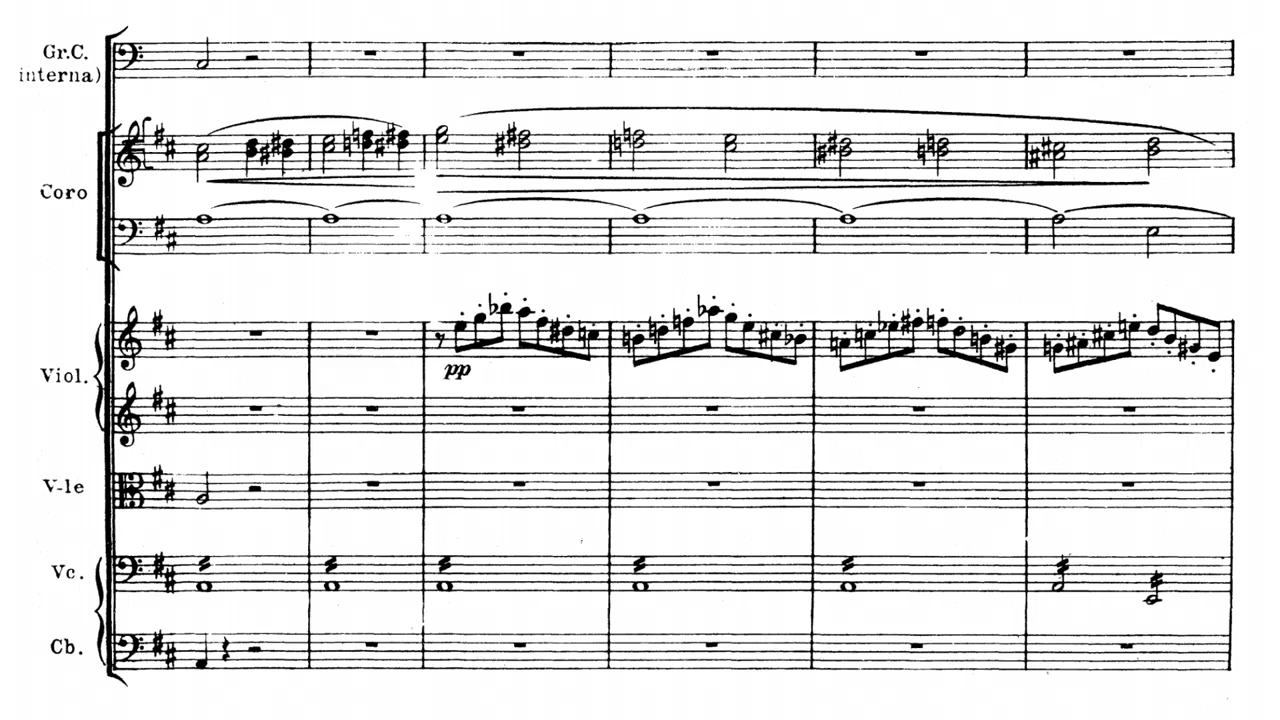 Gr.C.
interna)
Coro
Viol.
pp
V-le
Vc.
Cb.